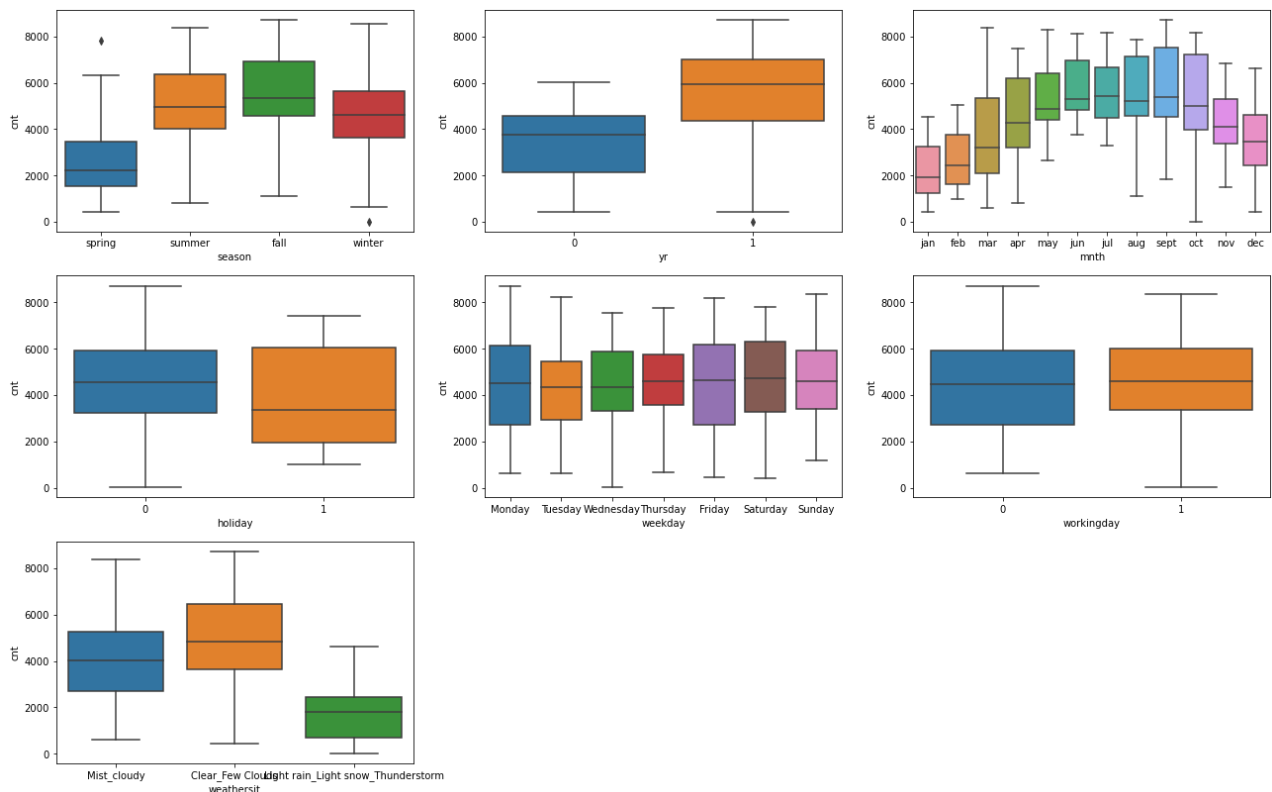 cnt
8000
6000
4000
2000
0
spring summer fall winter
season
cnt
8000
6000
4000
2000
0
0 1
yr
cnt
8000
6000
4000
2000
0
jan feb mar apr may jun jul aug sept oct nov dec
mnth
cnt
8000
6000
4000
2000
0
0 1
holiday
cnt
8000
6000
4000
2000
0
Monday Tuesday Wednesday Thursday Friday Saturday Sunday
weekday
cnt
8000
6000
4000
2000
0
0 1
workingday
cnt
8000
6000
4000
2000
0
Mist_cloudy Clear_Few Clouds Light rain_Light snow_Thunderstorm
weathersit